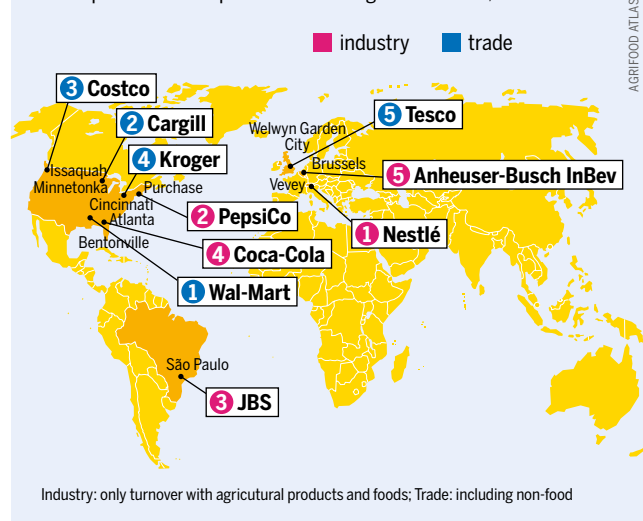 industry trade
AGRIFOOD ATLAS
3 Costco
2 Cargill
4 Kroger
5 Tesco
Welwyn Garden
City
Brussels
5 Anheuser-Busch InBev
Issaquah
Minnetonka
Cincinnati
Purchase
Atlanta
Bentonville
Vevey
2 PepsiCo
1 Nestlé
4 Coca-Cola
1 Wal-Mart
São Paulo
3 JBS
Industry: only turnover with agricutural products and foods; Trade: including non-food